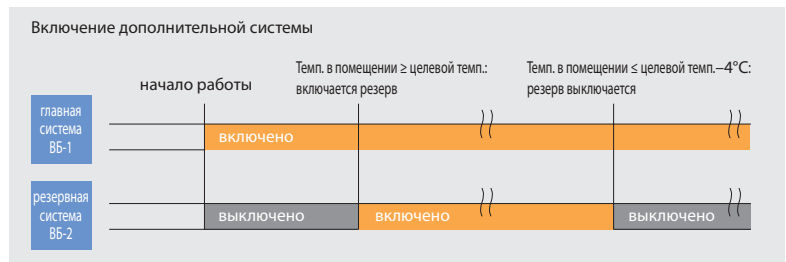 Включение дополнительной системы
начало работы
Темп. в помещении ≥ целевой темп.:
включается резерв
Темп. в помещении ≤ целевой темп.–4°C:
резерв выключается
главная
система
ВБ-1
включено
резервная
система
ВБ-2
выключено
включено
выключено